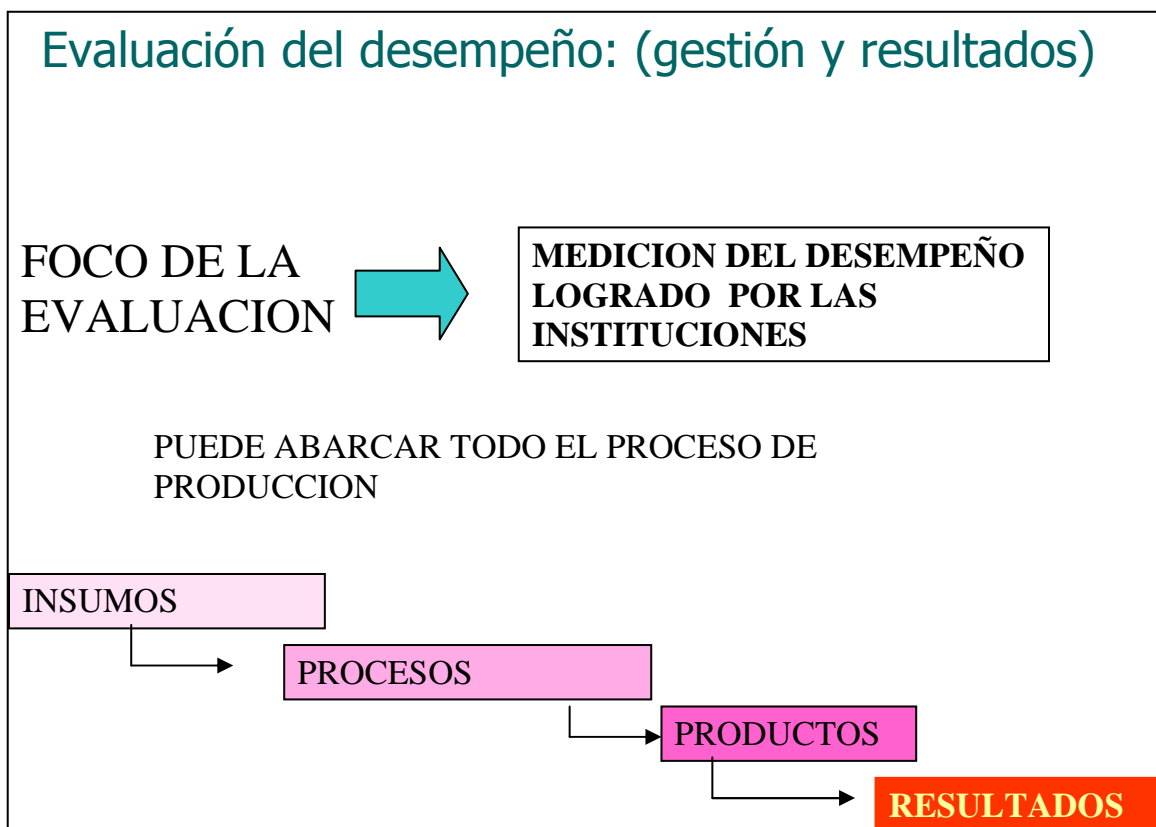 Evaluación del desempeño: (gestión y resultados)
FOCO DE LA
EVALUACION
MEDICION DEL DESEMPEÑO
LOGRADO POR LAS
INSTITUCIONES
PUEDE ABARCAR TODO EL PROCESO DE
PRODUCCION
INSUMOS
PROCESOS
PRODUCTOS
RESULTADOS